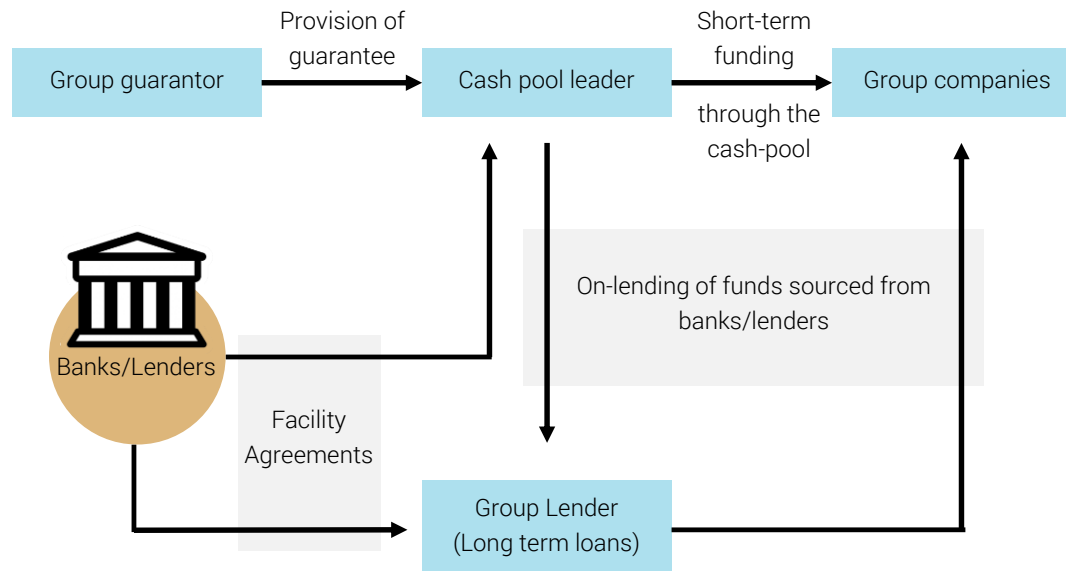 Provision of
guarantee
Short-term
funding
Group guarantor
Cash pool leader
Group companies
through the
cash-pool
On-lending of funds sourced from
banks/lenders
Banks/Lenders
Facility
Agreements
Group Lender
(Long term loans)